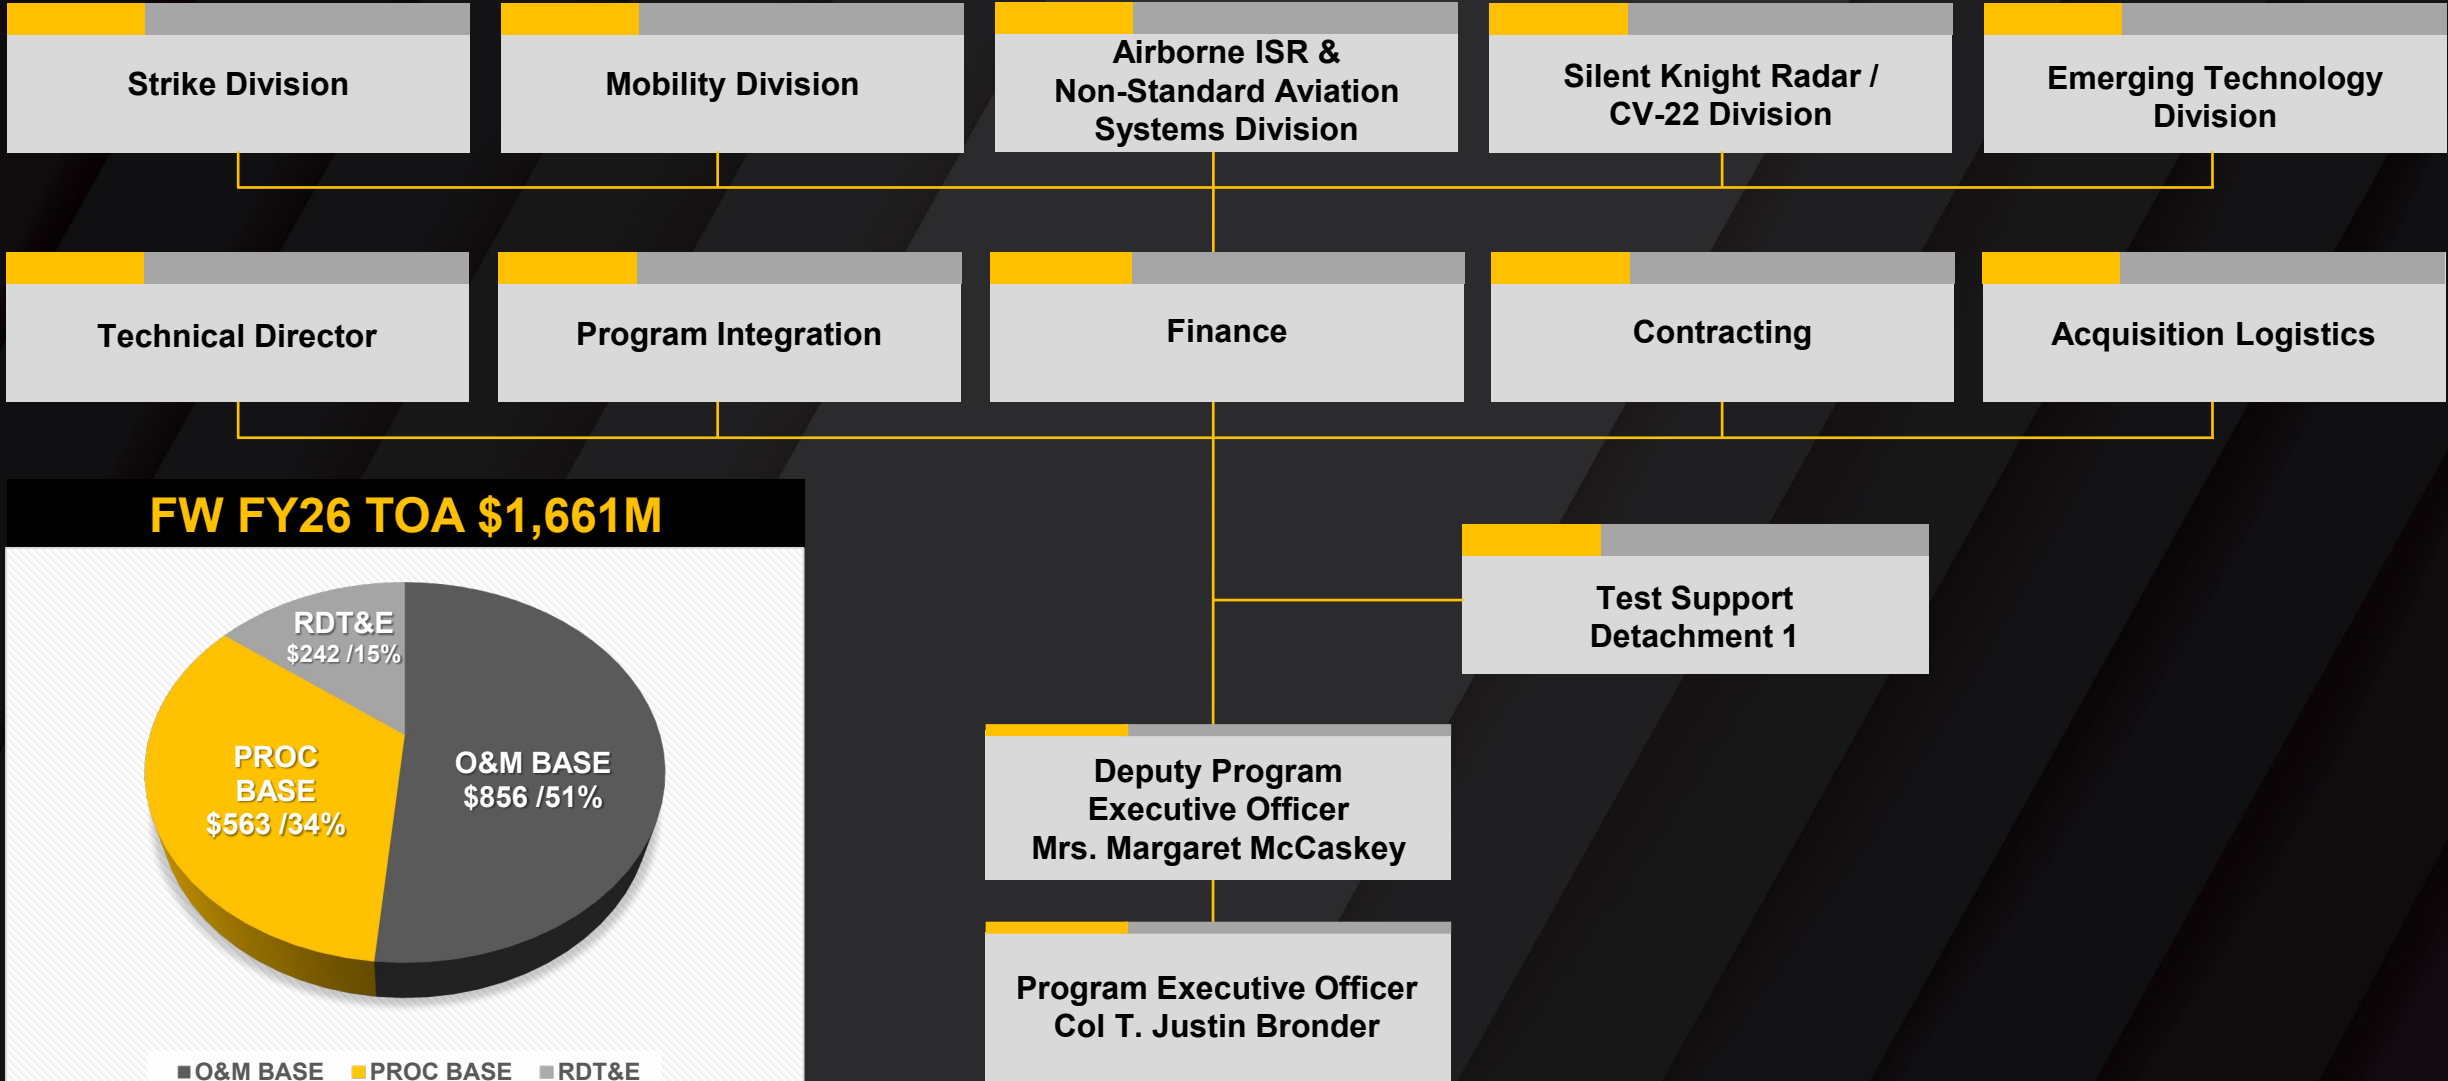 Strike Division
Mobility Division
Airborne ISR &
Non-Standard Aviation
Systems Division
Silent Knight Radar /
CV-22 Division
Emerging Technology
Division
Technical Director
Program Integration
Finance
Contracting
Acquisition Logistics
FW FY26 TOA $1,661M
RDT&E
$242 /15%
PROC
BASE
$563 /34%
O&M BASE
$856 /51%
O&M BASE
PROC BASE
RDT&E
Test Support
Detachment 1
Deputy Program
Executive Officer
Mrs. Margaret McCaskey
Program Executive Officer
Col T. Justin Bronder